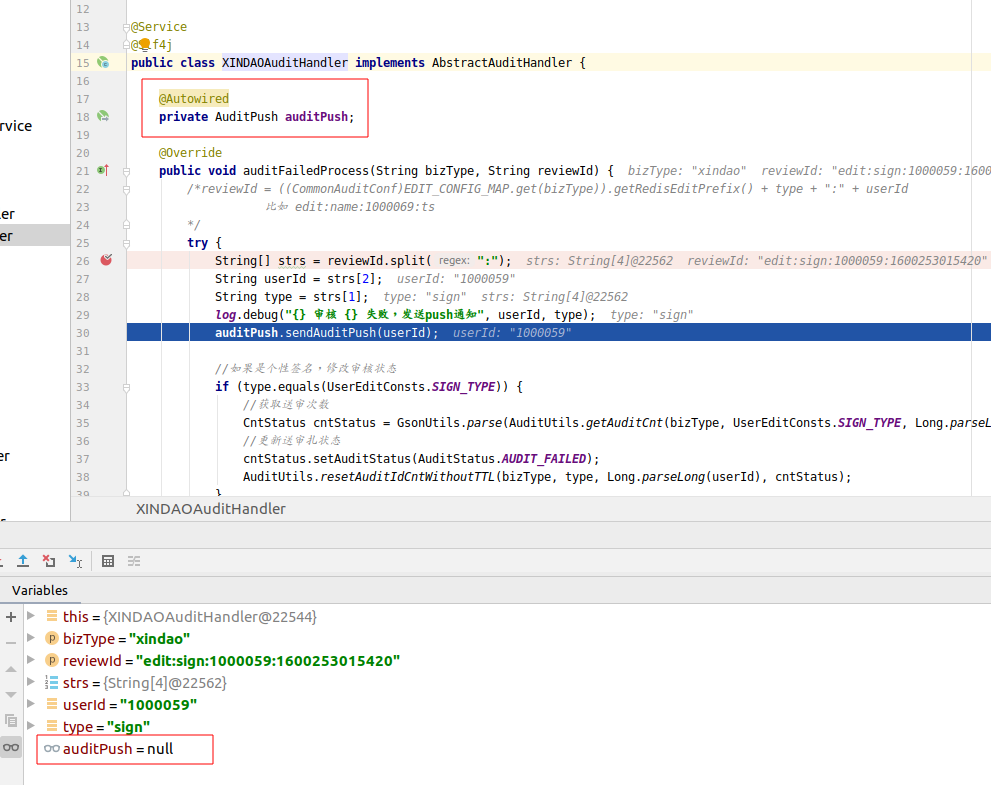 12
13 @Service
14 @Slf4j
15 public class XINDAOAuditHandler implements AbstractAuditHandler {
16
17 @Autowired
rvice
18 private AuditPush auditPush;
19
20 @Override
21 public void auditFailedProcess(String bizType, String reviewId) { bizType: "xindao" reviewId: "edit:sign:1000059:1600
22 /*reviewId = ((CommonAuditConf)EDIT_CONFIG_MAP.get(bizType)).getRedisEditPrefix() + type + ":" + userId
ler
23 比如 edit:name:1000069:ts
er
24 */
25 try {
26 String[] strs = reviewId.split( regex: ":"); strs: String[4]@22562 reviewId: "edit:sign:1000059:1600253015420"
27 String userId = strs[2]; userId: "1000059"
28 String type = strs[1]; type: "sign" strs: String[4]@22562
29 log.debug("{} 审核 {} 失败，发送push通知", userId, type); type: "sign"
30 auditPush.sendAuditPush(userId); userId: "1000059"
31
32 //如果是个性签名，修改审核状态
33 if (type.equals(UserEditConsts.SIGN_TYPE)) {
34 //获取送审次数
35 CntStatus cntStatus = GsonUtils.parse(AuditUtils.getAuditCnt(bizType, UserEditConsts.SIGN_TYPE, Long.parseL
36 //更新送审扎状态
37 cntStatus.setAuditStatus(AuditStatus.AUDIT_FAILED);
er
38 AuditUtils.resetAuditIdCntWithoutTTL(bizType, type, Long.parseLong(userId), cntStatus);
39 }
XINDAOAuditHandler
Variables
this = {XINDAOAuditHandler@22544}
bizType = "xindao"
reviewId = "edit:sign:1000059:1600253015420"
strs = {String[4]@22562}
userId = "1000059"
type = "sign"
auditPush = null